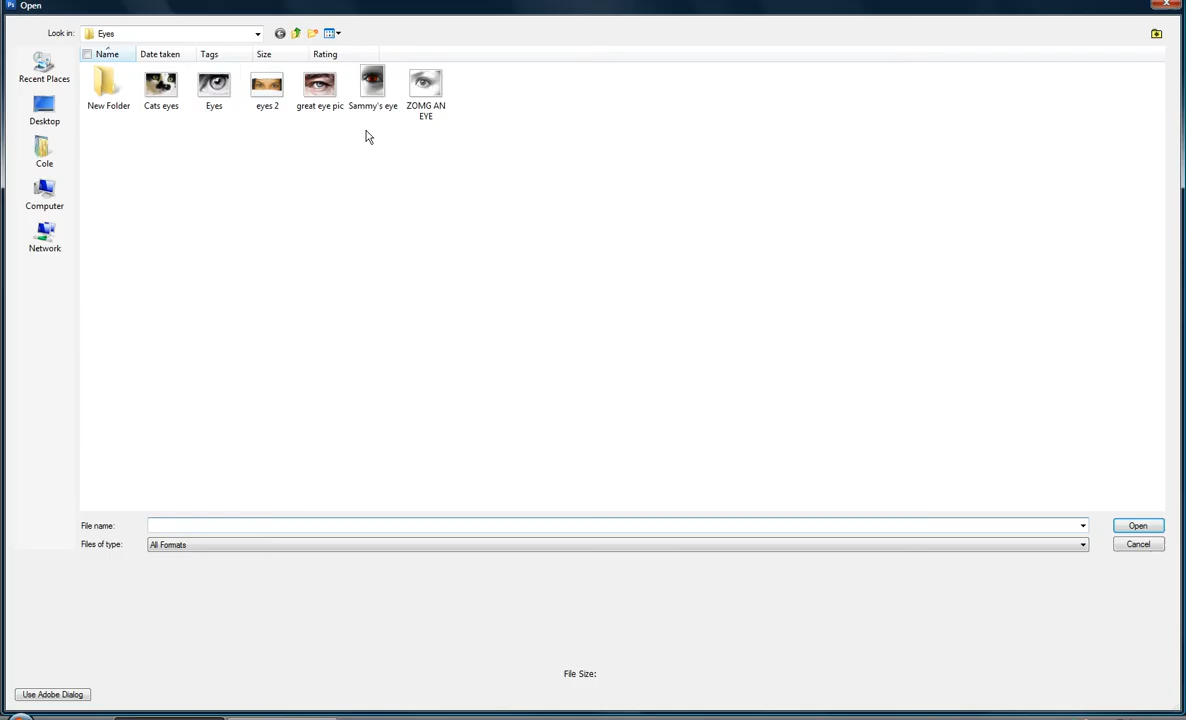 Ps Open
Look in: Eyes
Name Date taken Tags Size Rating
Recent Places
Desktop
Cole
Computer
Network
New Folder Cats eyes Eyes eyes 2 great eye pic Sammy's eye ZOMG AN
EYE
File name: Open
Files of type: All Formats Cancel
File Size:
Use Adobe Dialog